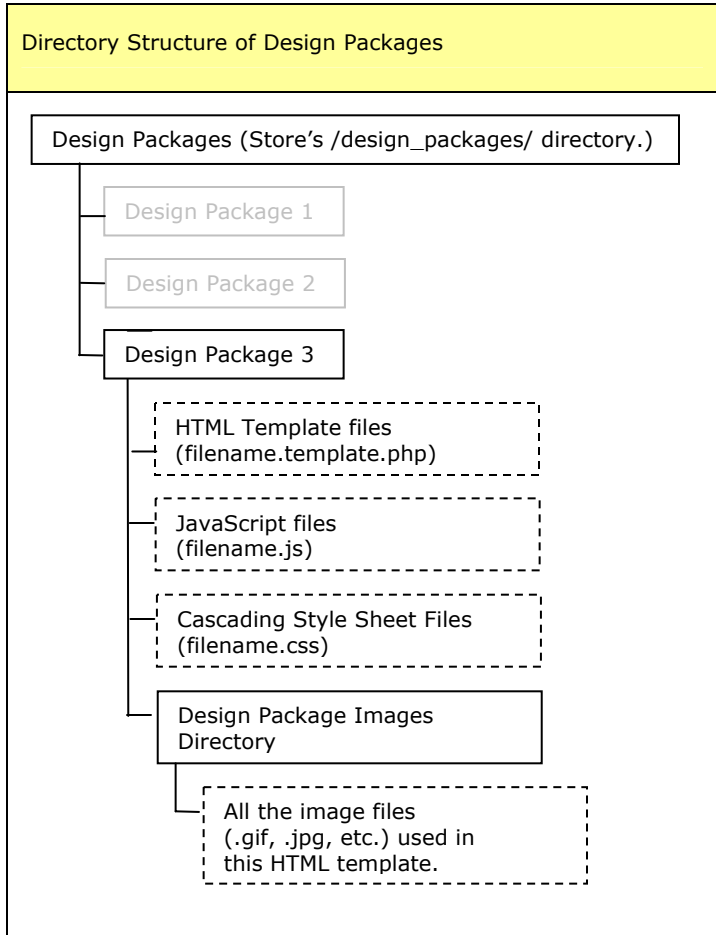 Directory Structure of Design Packages
Design Packages (Store’s /design_packages/ directory.)
Design Package 1
Design Package 2
Design Package 3
HTML Template files
(filename.template.php)
JavaScript files
(filename.js)
Cascading Style Sheet Files
(filename.css)
Design Package Images
Directory
All the image files
(.gif, .jpg, etc.) used in
this HTML template.